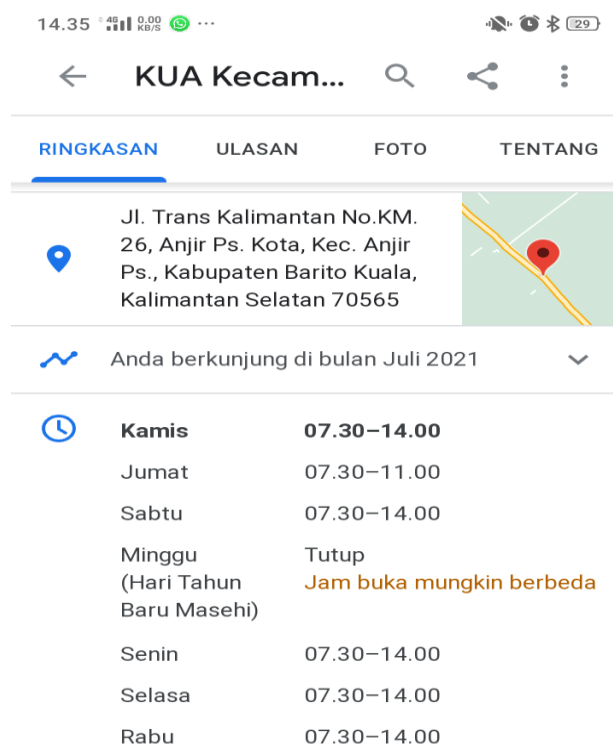 14.35 4G 0.00 KB/S ... 29
KUA Kecam...
RINGKASAN ULASAN FOTO TENTANG
Jl. Trans Kalimantan No.KM.
26, Anjir Ps. Kota, Kec. Anjir
Ps., Kabupaten Barito Kuala,
Kalimantan Selatan 70565
Anda berkunjung di bulan Juli 2021
Kamis 07.30–14.00
Jumat 07.30–11.00
Sabtu 07.30–14.00
Minggu Tutup
(Hari Tahun Jam buka mungkin berbeda
Baru Masehi)
Senin 07.30–14.00
Selasa 07.30–14.00
Rabu 07.30–14.00